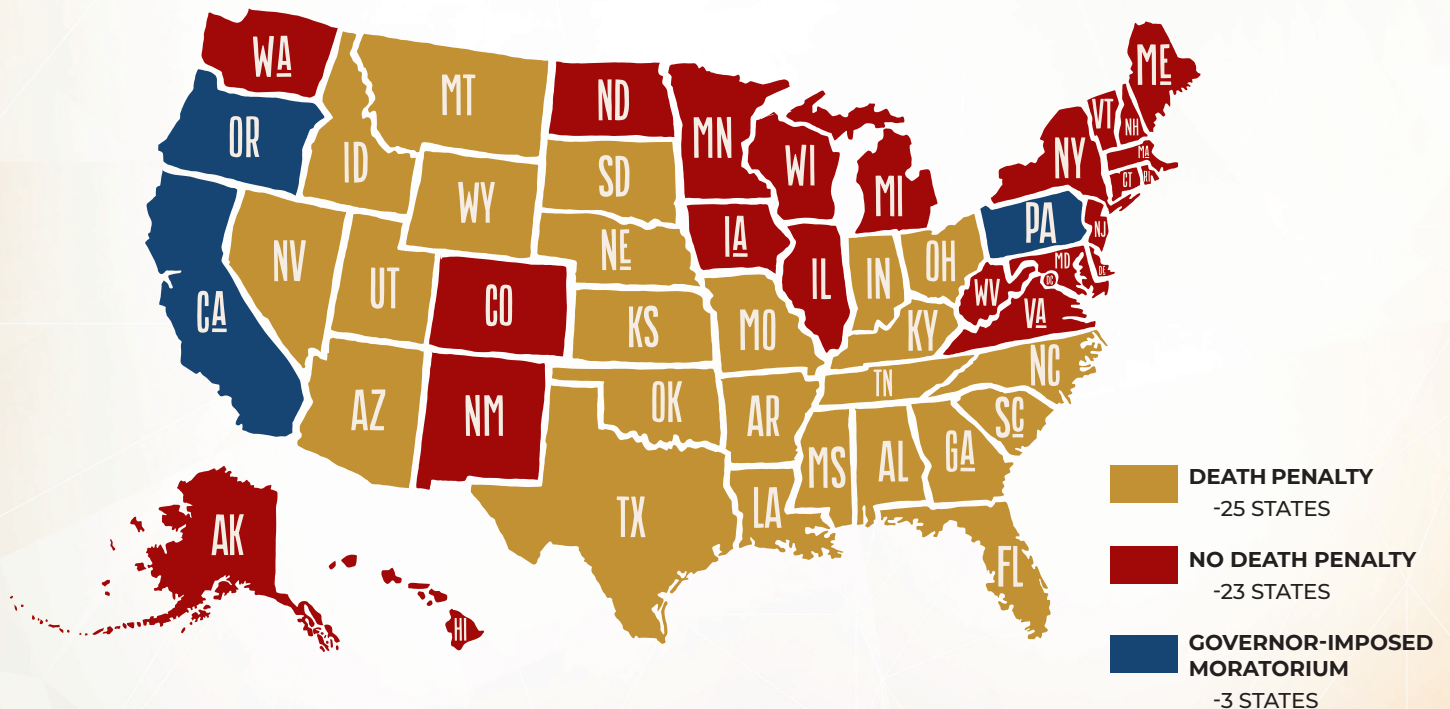 WA
MT
ND
MN
ME
OR
ID
SD
WI
MI
NY
VT
NH
MA
CT
RI
WY
NE
IA
PA
NJ
NV
UT
CO
IL
IN
OH
MD
DE
DC
WV
VA
CA
KS
MO
KY
NC
AZ
NM
OK
AR
TN
SC
TX
LA
MS
AL
GA
FL
AK
HI
DEATH PENALTY
-25 STATES
NO DEATH PENALTY
-23 STATES
GOVERNOR-IMPOSED
MORATORIUM
-3 STATES